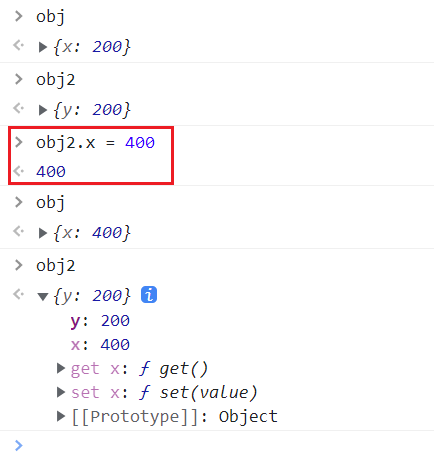 > obj
<· ▶ {x: 200}
> obj2
<· ▶ {y: 200}
> obj2.x = 400
<· 400
> obj
<· ▶ {x: 400}
> obj2
<· ▼ {y: 200} i
y: 200
x: 400
▶ get x: ƒ get()
▶ set x: ƒ set(value)
▶ [[Prototype]]: Object
>